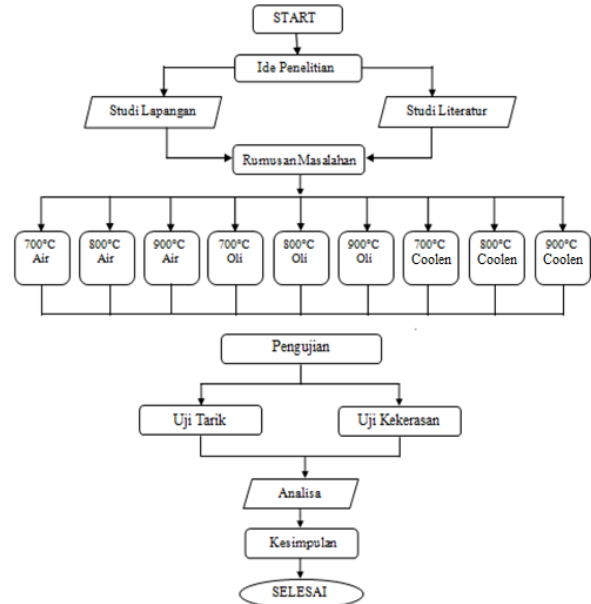 START
Ide Penelitian
Studi Lapangan
Studi Literatur
Rumusan Masalahan
700°C
Air
800°C
Air
900°C
Air
700°C
Oli
800°C
Oli
900°C
Oli
700°C
Coolen
800°C
Coolen
900°C
Coolen
Pengujian
Uji Tarik
Uji Kekerasan
Analisa
Kesimpulan
SELESAI